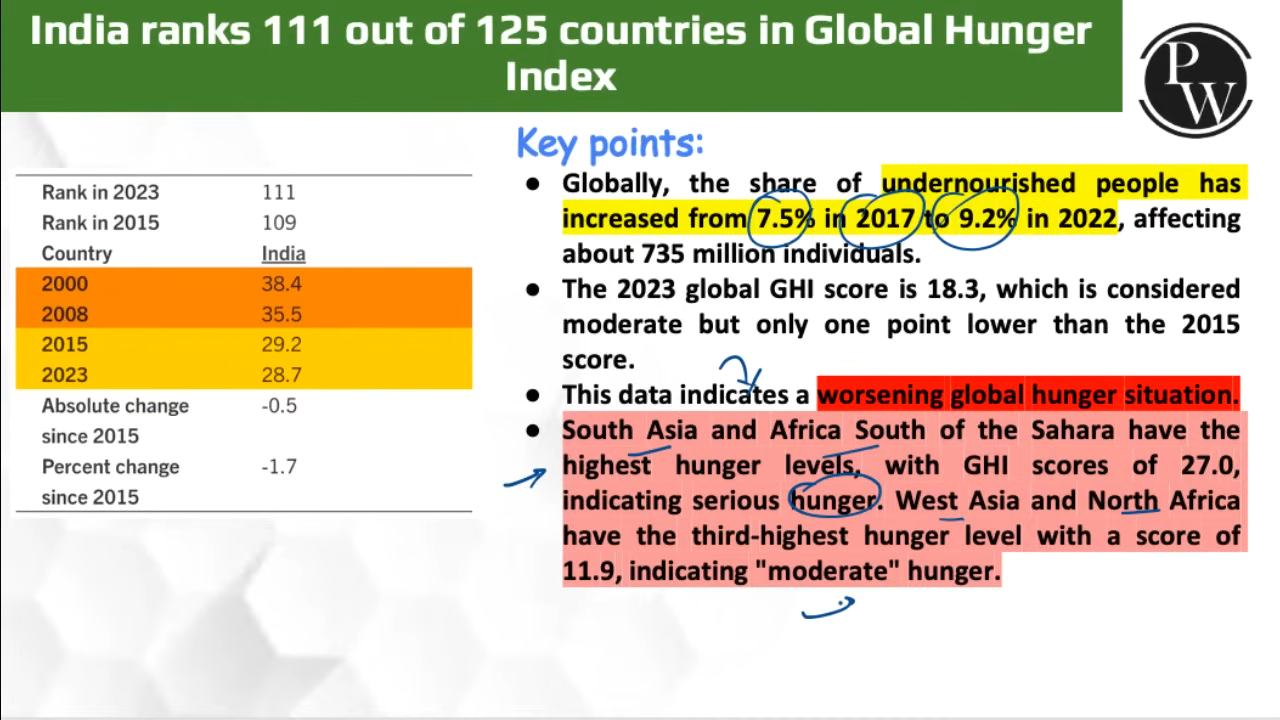 India ranks 111 out of 125 countries in Global Hunger
Index
PW
Rank in 2023 111
Rank in 2015 109
Country India
2000 38.4
2008 35.5
2015 29.2
2023 28.7
Absolute change -0.5
since 2015
Percent change -1.7
since 2015
Key points:
● Globally, the share of undernourished people has
increased from 7.5% in 2017 to 9.2% in 2022, affecting
about 735 million individuals.
● The 2023 global GHI score is 18.3, which is considered
moderate but only one point lower than the 2015
score.
● This data indicates a worsening global hunger situation.
● South Asia and Africa South of the Sahara have the
highest hunger levels, with GHI scores of 27.0,
indicating serious hunger. West Asia and North Africa
have the third-highest hunger level with a score of
11.9, indicating "moderate" hunger.